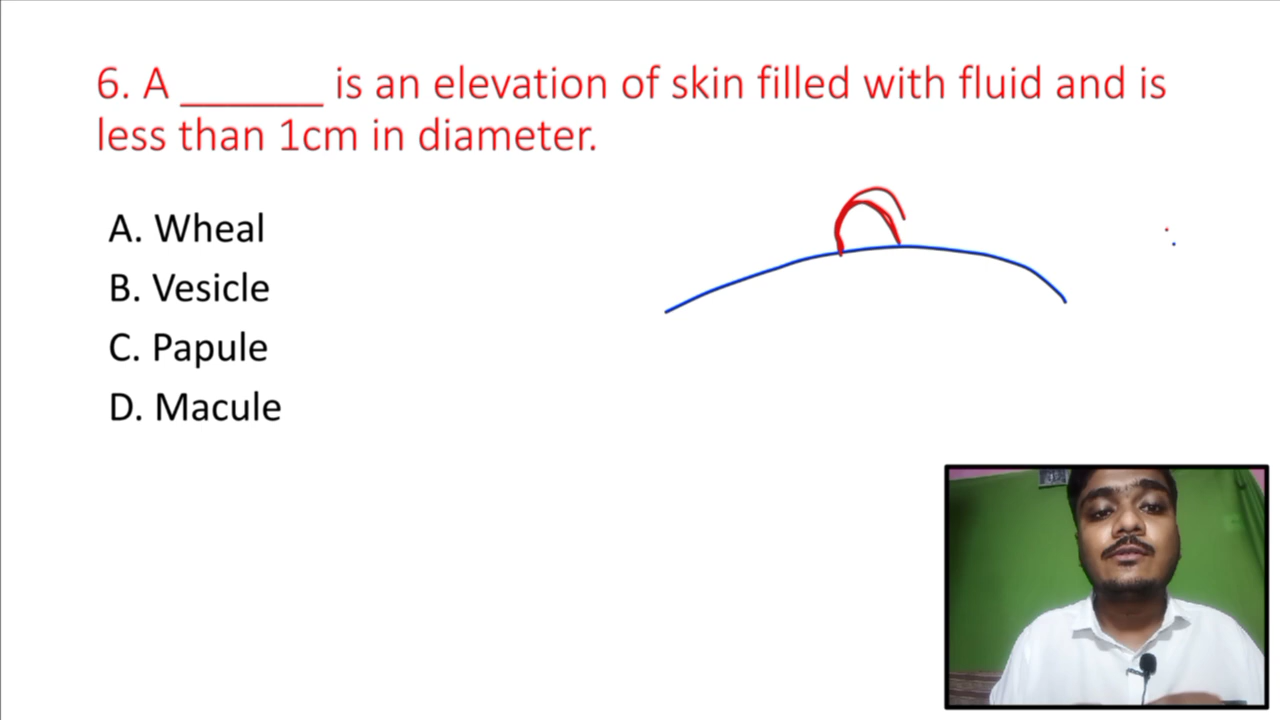 6. A ______ is an elevation of skin filled with fluid and is
less than 1cm in diameter.
A. Wheal
B. Vesicle
C. Papule
D. Macule